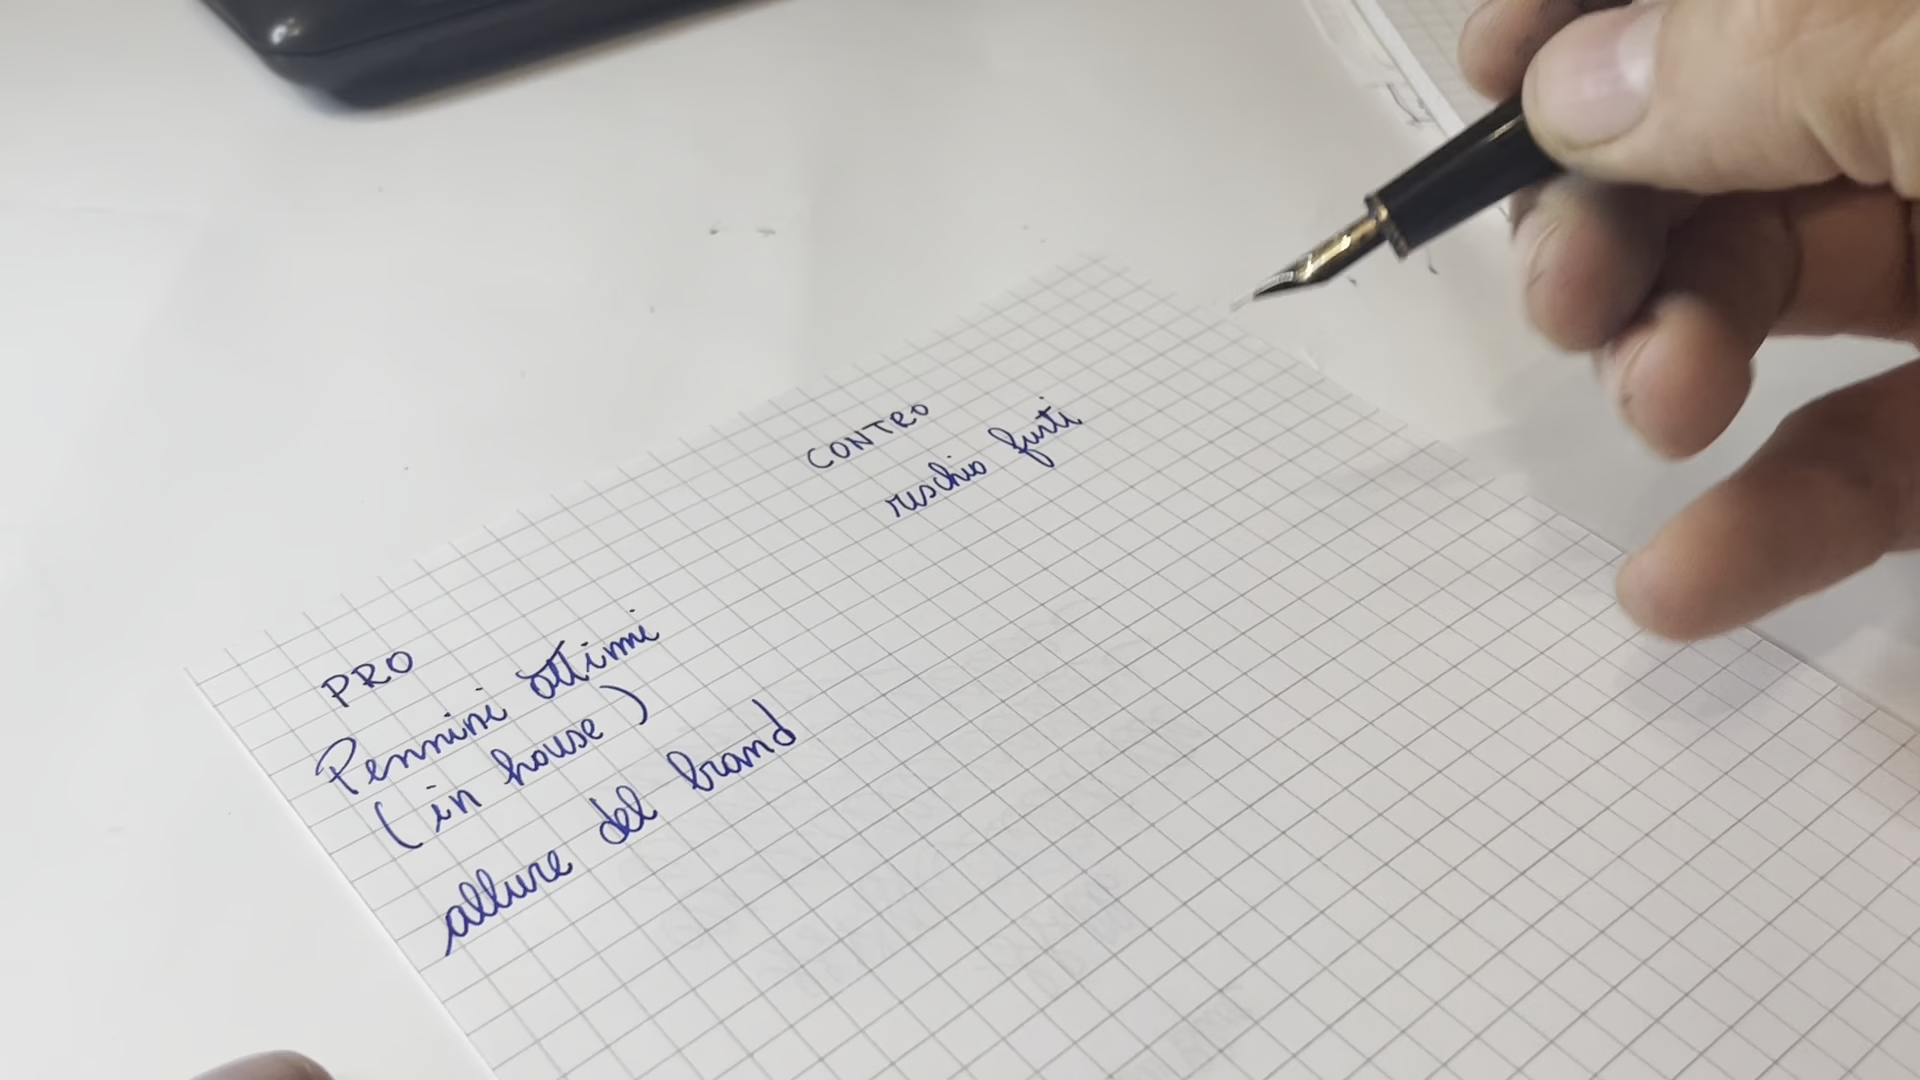 CONTRO
rischio furti
PRO
Pennini ottimi
(in house)
allure del brand